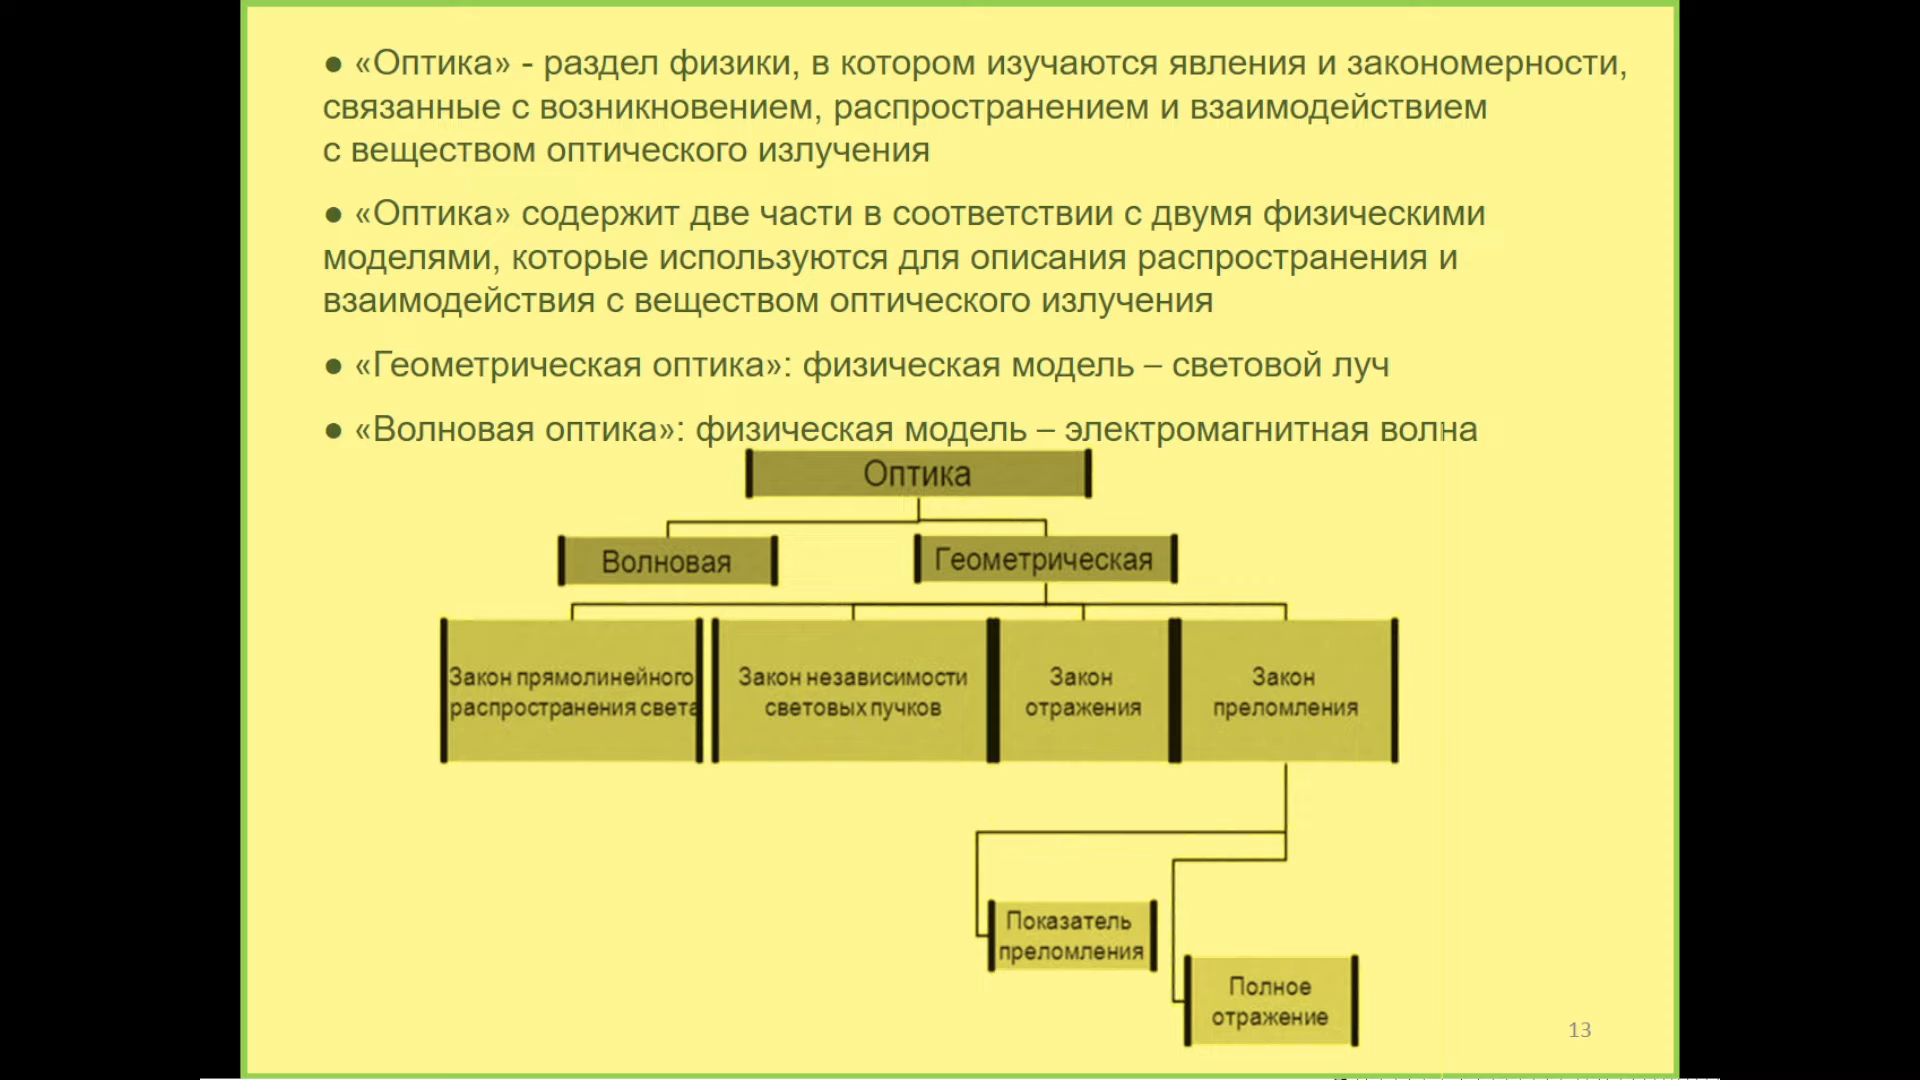 ● «Оптика» - раздел физики, в котором изучаются явления и закономерности,
связанные с возникновением, распространением и взаимодействием
с веществом оптического излучения
● «Оптика» содержит две части в соответствии с двумя физическими
моделями, которые используются для описания распространения и
взаимодействия с веществом оптического излучения
● «Геометрическая оптика»: физическая модель – световой луч
● «Волновая оптика»: физическая модель – электромагнитная волна
Оптика
Волновая
Геометрическая
Закон прямолинейного
распространения света
Закон независимости
световых пучков
Закон
отражения
Закон
преломления
Показатель
преломления
Полное
отражение
13